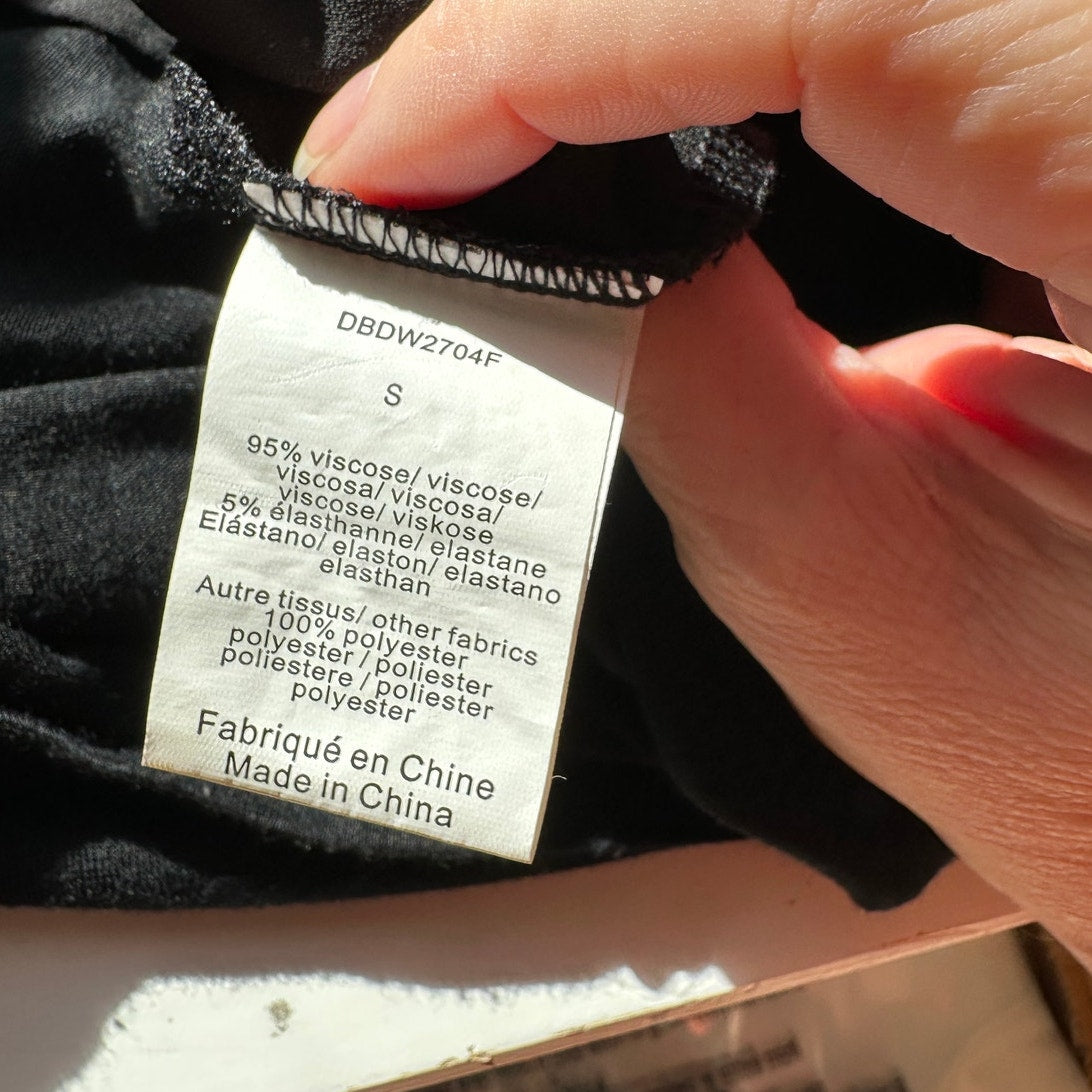 DBDW2704F
S
95% viscose/ viscose/
viscosa/ viscosa/
viscose/ viskose
5% élasthanne/ elastane
Elástano/ elaston/ elastano
elasthan
Autre tissus/ other fabrics
100% polyester
polyester / poliester
poliestere / poliester
polyester
Fabriqué en Chine
Made in China